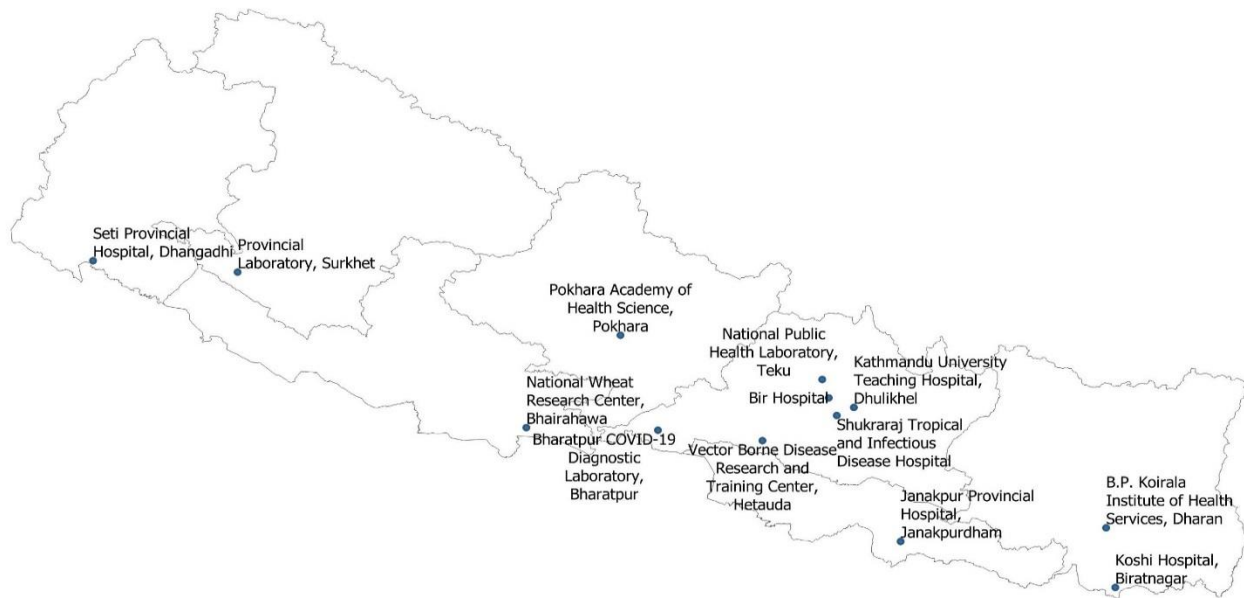 Seti Provincial
Hospital, Dhangadhi
Provincial
Laboratory, Surkhet
Pokhara Academy of
Health Science,
Pokhara
National Public
Health Laboratory,
Teku
Kathmandu University
Teaching Hospital,
Dhulikhel
Bir Hospital
National Wheat
Research Center,
Bhairahawa
Shukraraj Tropical
and Infectious
Disease Hospital
Bharatpur COVID-19
Diagnostic
Laboratory,
Bharatpur
Vector Borne Disease
Research and
Training Center,
Hetauda
Janakpur Provincial
Hospital,
Janakpurdham
B.P. Koirala
Institute of Health
Services, Dharan
Koshi Hospital,
Biratnagar